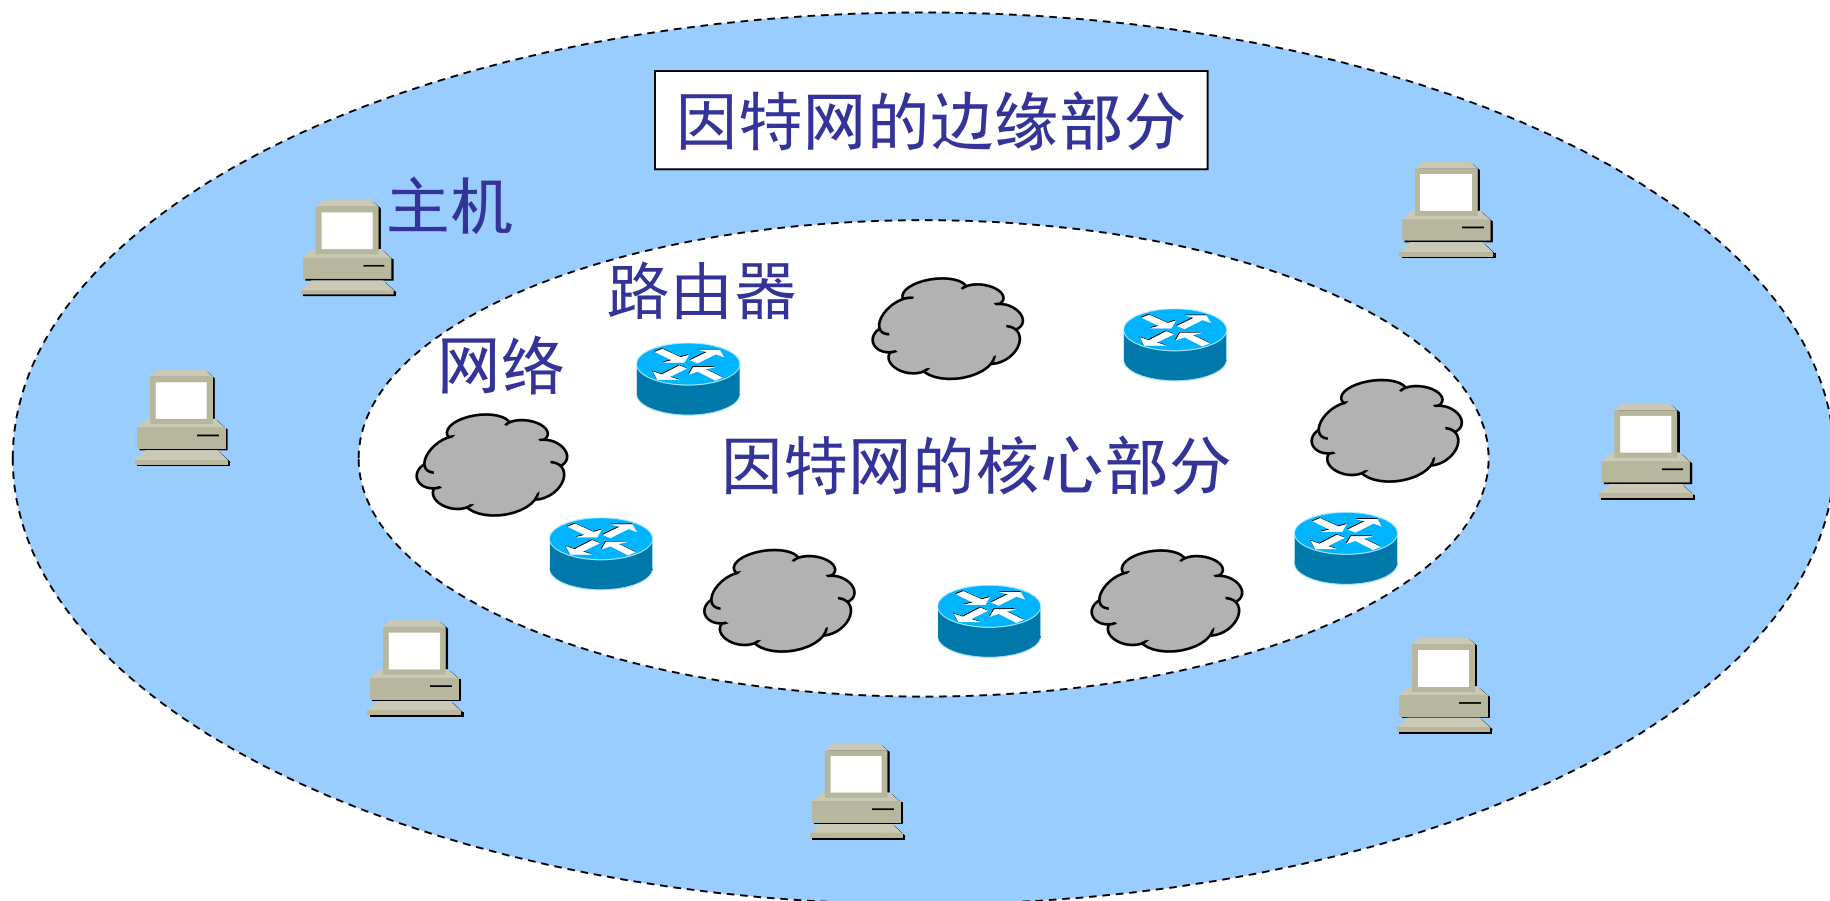 因特网的边缘部分
主机
路由器
网络
因特网的核心部分